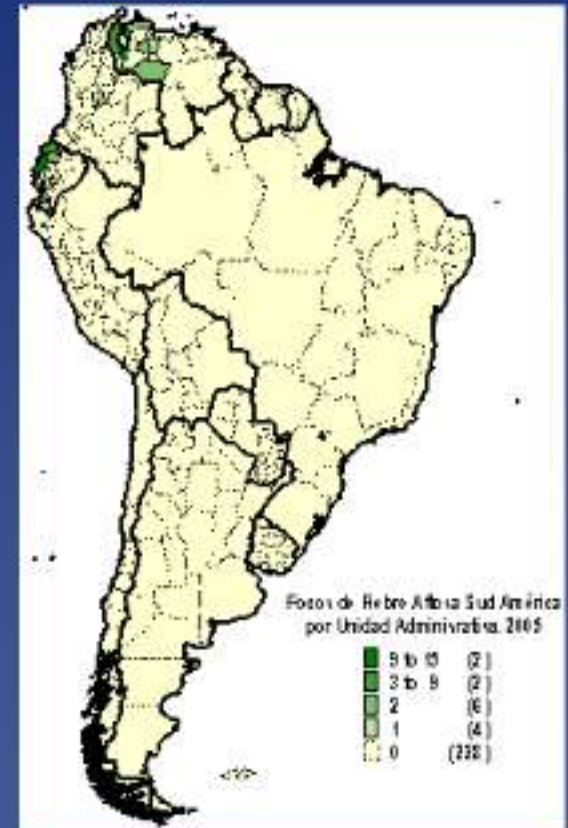 Focos de Fiebre Aftosa Sud América
por Unidad Administrativa. 2005
9 to 15 (2)
3 to 9 (2)
2 (6)
1 (4)
0 (238)